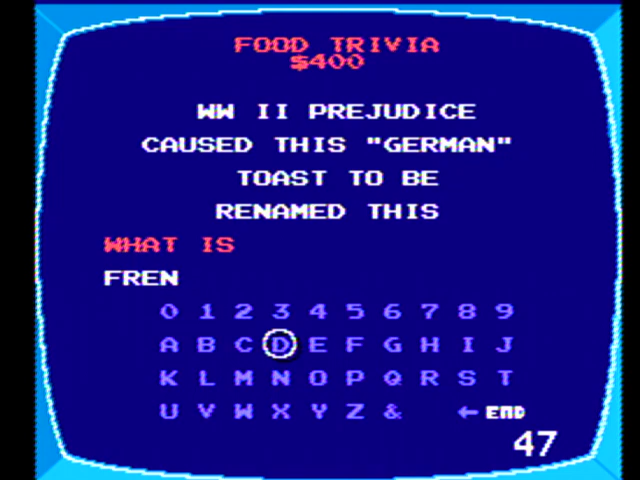 FOOD TRIVIA
$400
WW II PREJUDICE
CAUSED THIS "GERMAN"
TOAST TO BE
RENAMED THIS
WHAT IS
FREN
0 1 2 3 4 5 6 7 8 9
A B C D E F G H I J
K L M N O P Q R S T
U V W X Y Z & ← END
47